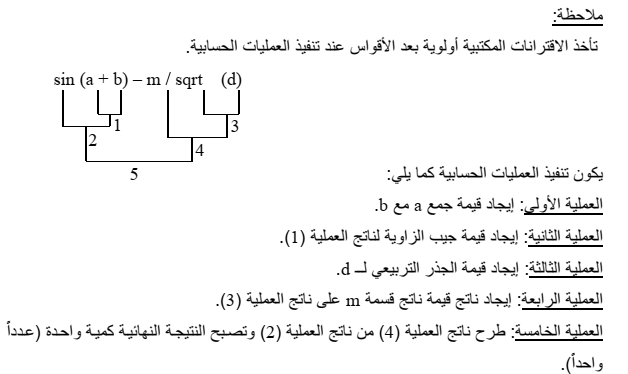 ملاحظة:
تأخذ الاقترانات المكتبية أولوية بعد الأقواس عند تنفيذ العمليات الحسابية.
sin (a + b) – m / sqrt (d)
1
3
2
4
5
يكون تنفيذ العمليات الحسابية كما يلي:
العملية الأولى: إيجاد قيمة جمع a مع b.
العملية الثانية: إيجاد قيمة جيب الزاوية لناتج العملية (1).
العملية الثالثة: إيجاد قيمة الجذر التربيعي لـ d.
العملية الرابعة: إيجاد ناتج قيمة ناتج قسمة m على ناتج العملية (3).
العملية الخامسة: طرح ناتج العملية (4) من ناتج العملية (2) وتصبح النتيجة النهائية كمية واحدة (عدداً
واحداً).